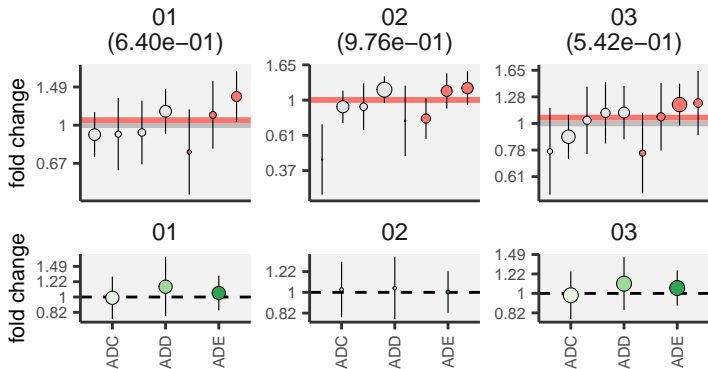 01
(6.40e−01)
02
(9.76e−01)
03
(5.42e−01)
fold change
1.49
1
0.67
1.65
1
0.61
0.37
1.65
1.28
1
0.78
0.61
01
02
03
fold change
1.49
1.22
1
0.82
1.22
1
0.82
1.49
1.22
1
0.82
ADC
ADD
ADE
ADC
ADD
ADE
ADC
ADD
ADE